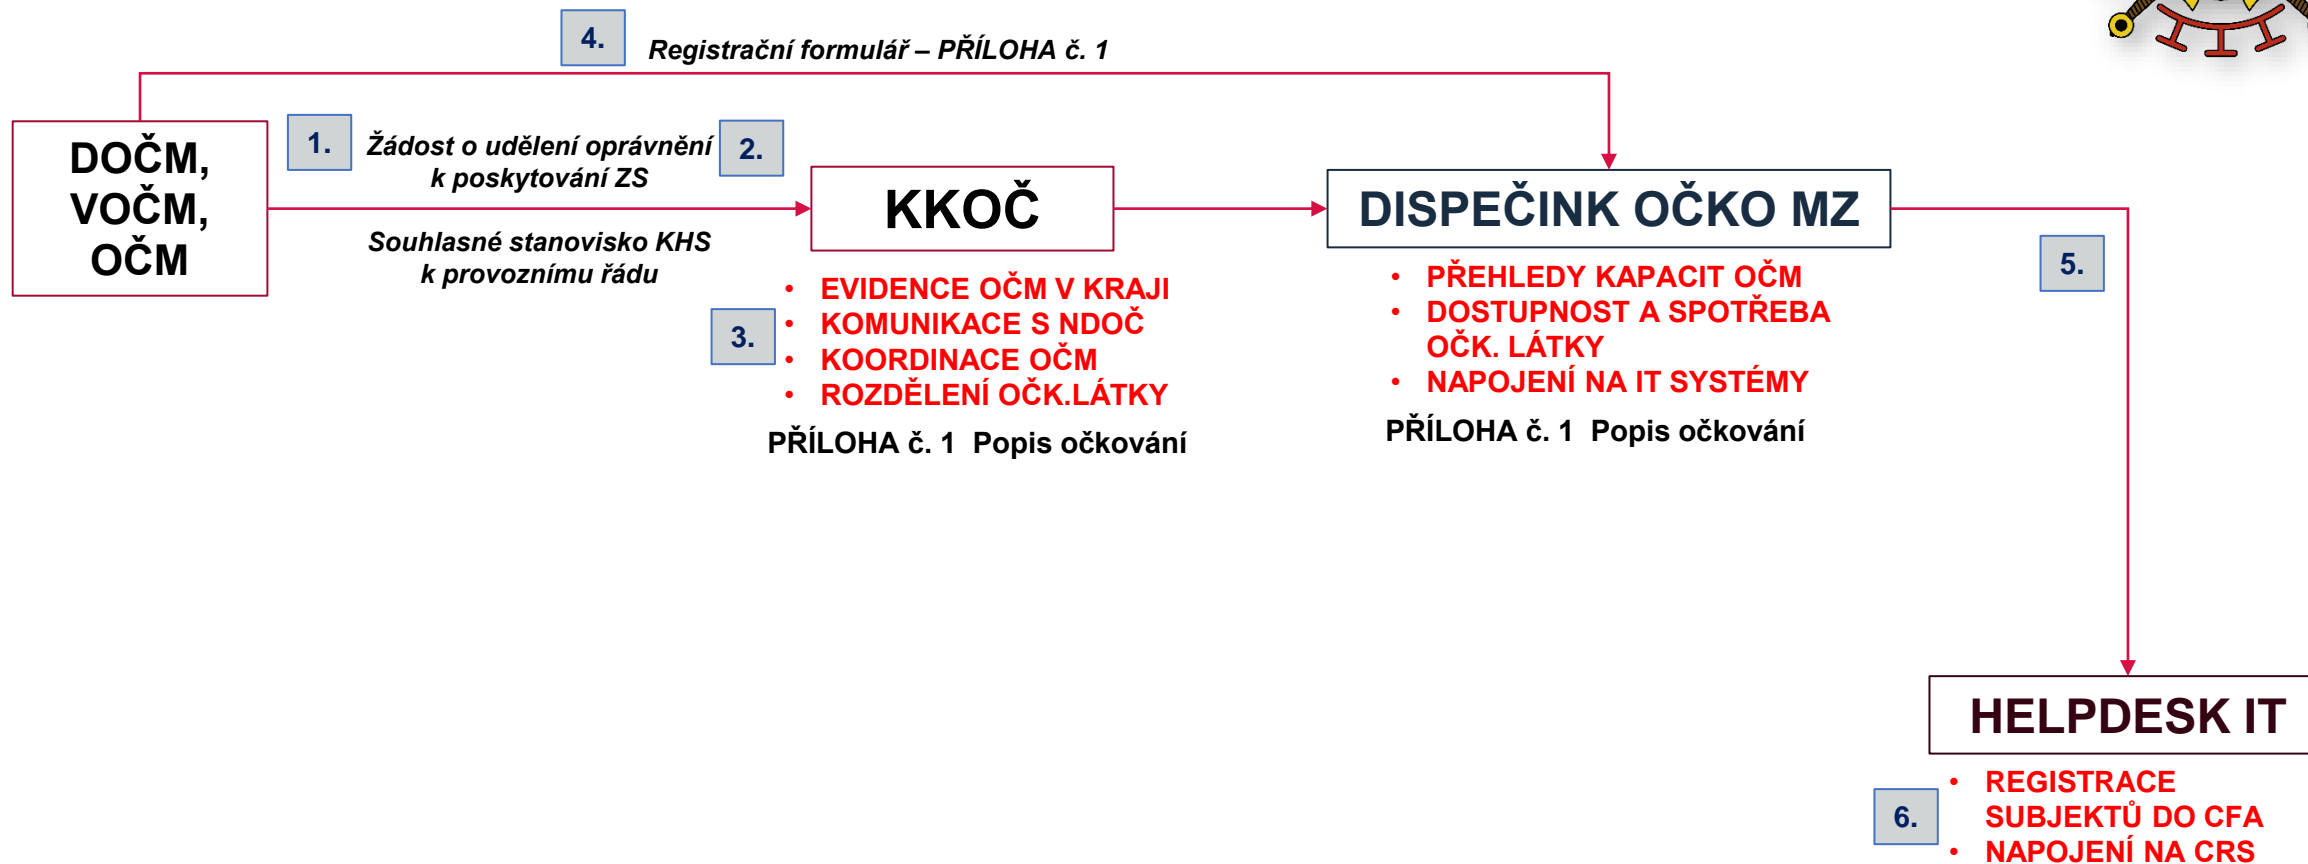 4.
Registrační formulář – PŘÍLOHA č. 1
DOČM,
VOČM,
OČM
1.
Žádost o udělení oprávnění
k poskytování ZS
2.
Souhlasné stanovisko KHS
k provoznímu řádu
KKOČ
3.
• EVIDENCE OČM V KRAJI
• KOMUNIKACE S NDOČ
• KOORDINACE OČM
• ROZDĚLENÍ OČK.LÁTKY
PŘÍLOHA č. 1 Popis očkování
DISPEČINK OČKO MZ
• PŘEHLEDY KAPACIT OČM
• DOSTUPNOST A SPOTŘEBA
OČK. LÁTKY
• NAPOJENÍ NA IT SYSTÉMY
PŘÍLOHA č. 1 Popis očkování
5.
HELPDESK IT
6.
• REGISTRACE
SUBJEKTŮ DO CFA
• NAPOJENÍ NA CRS